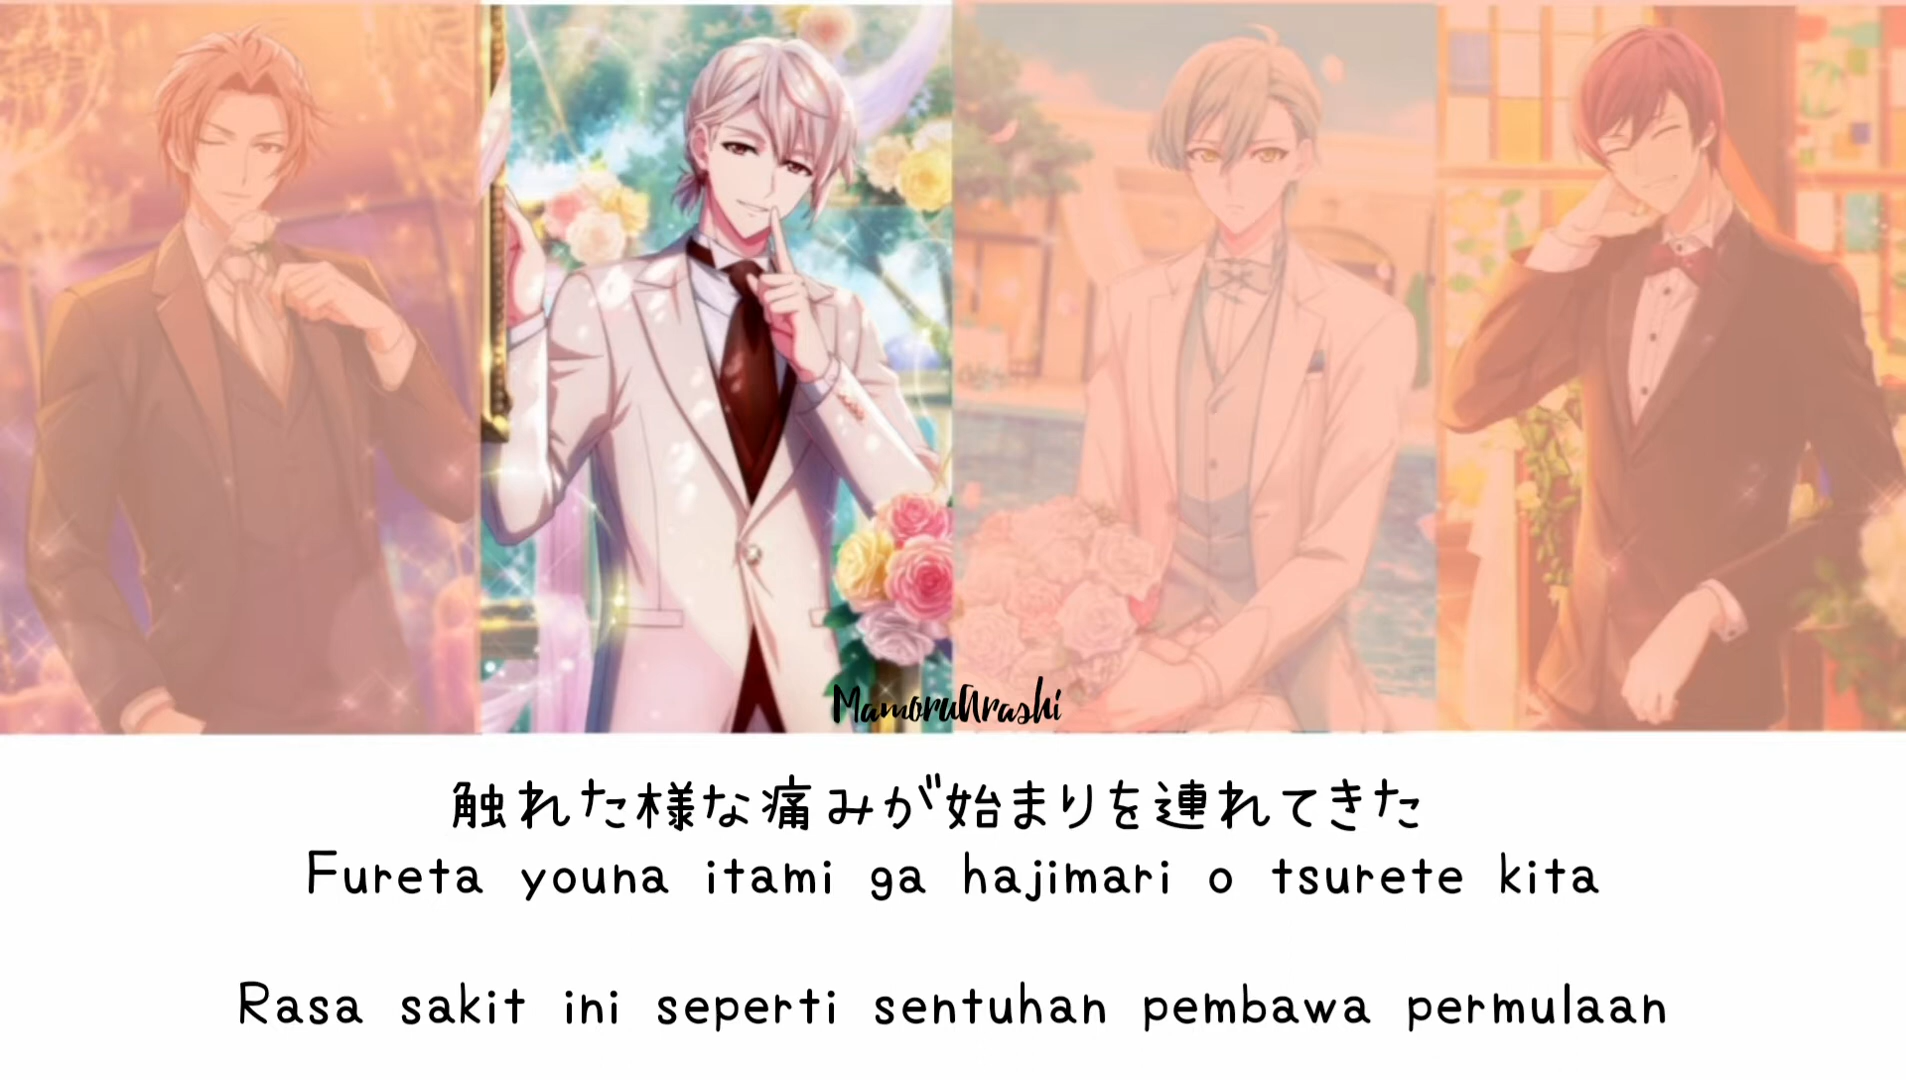 MamoruArashi
触れた様な痛みが始まりを連れてきた
Fureta youna itami ga hajimari o tsurete kita
Rasa sakit ini seperti sentuhan pembawa permulaan